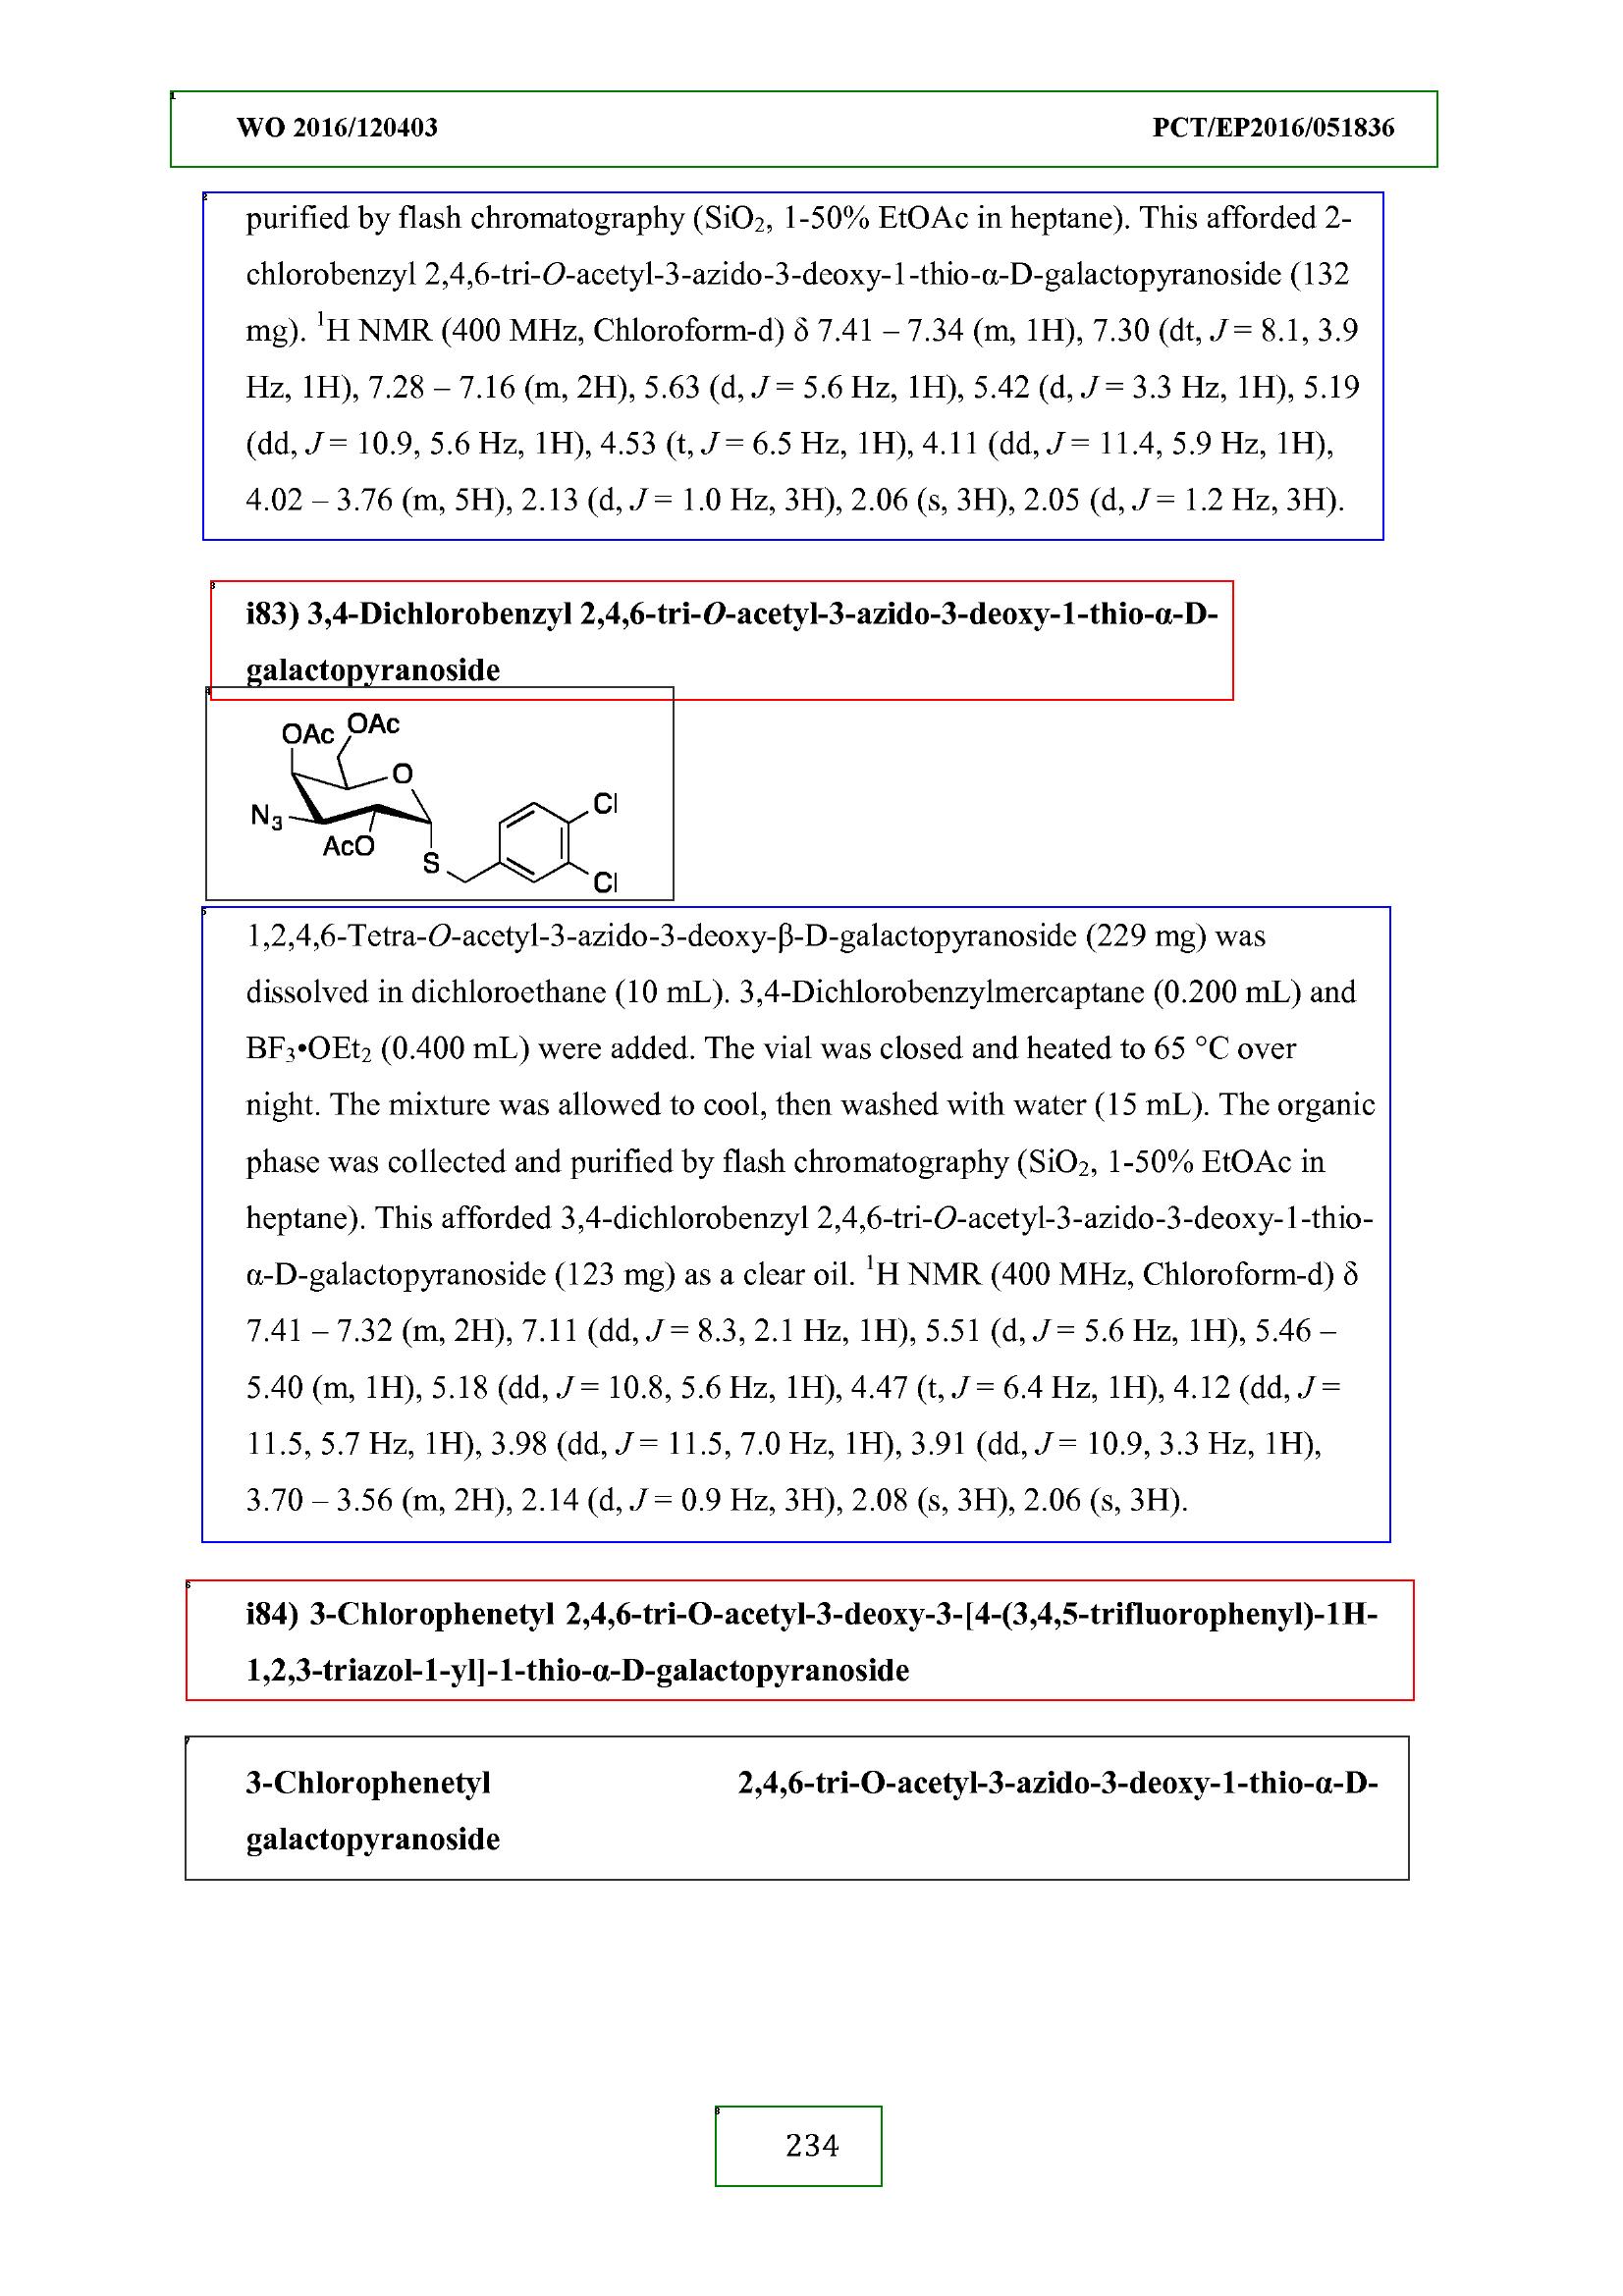 WO 2016/120403 PCT/EP2016/051836
purified by flash chromatography (SiO₂, 1-50% EtOAc in heptane). This afforded 2-
chlorobenzyl 2,4,6-tri-O-acetyl-3-azido-3-deoxy-1-thio-α-D-galactopyranoside (132
mg). ¹H NMR (400 MHz, Chloroform-d) δ 7.41 – 7.34 (m, 1H), 7.30 (dt, J = 8.1, 3.9
Hz, 1H), 7.28 – 7.16 (m, 2H), 5.63 (d, J = 5.6 Hz, 1H), 5.42 (d, J = 3.3 Hz, 1H), 5.19
(dd, J = 10.9, 5.6 Hz, 1H), 4.53 (t, J = 6.5 Hz, 1H), 4.11 (dd, J = 11.4, 5.9 Hz, 1H),
4.02 – 3.76 (m, 5H), 2.13 (d, J = 1.0 Hz, 3H), 2.06 (s, 3H), 2.05 (d, J = 1.2 Hz, 3H).
i83) 3,4-Dichlorobenzyl 2,4,6-tri-O-acetyl-3-azido-3-deoxy-1-thio-α-D-
galactopyranoside
OAc OAc
O
N₃ Cl
AcO
S
Cl
1,2,4,6-Tetra-O-acetyl-3-azido-3-deoxy-β-D-galactopyranoside (229 mg) was
dissolved in dichloroethane (10 mL). 3,4-Dichlorobenzylmercaptane (0.200 mL) and
BF₃•OEt₂ (0.400 mL) were added. The vial was closed and heated to 65 °C over
night. The mixture was allowed to cool, then washed with water (15 mL). The organic
phase was collected and purified by flash chromatography (SiO₂, 1-50% EtOAc in
heptane). This afforded 3,4-dichlorobenzyl 2,4,6-tri-O-acetyl-3-azido-3-deoxy-1-thio-
α-D-galactopyranoside (123 mg) as a clear oil. ¹H NMR (400 MHz, Chloroform-d) δ
7.41 – 7.32 (m, 2H), 7.11 (dd, J = 8.3, 2.1 Hz, 1H), 5.51 (d, J = 5.6 Hz, 1H), 5.46 –
5.40 (m, 1H), 5.18 (dd, J = 10.8, 5.6 Hz, 1H), 4.47 (t, J = 6.4 Hz, 1H), 4.12 (dd, J =
11.5, 5.7 Hz, 1H), 3.98 (dd, J = 11.5, 7.0 Hz, 1H), 3.91 (dd, J = 10.9, 3.3 Hz, 1H),
3.70 – 3.56 (m, 2H), 2.14 (d, J = 0.9 Hz, 3H), 2.08 (s, 3H), 2.06 (s, 3H).
i84) 3-Chlorophenetyl 2,4,6-tri-O-acetyl-3-deoxy-3-[4-(3,4,5-trifluorophenyl)-1H-
1,2,3-triazol-1-yl]-1-thio-α-D-galactopyranoside
3-Chlorophenetyl 2,4,6-tri-O-acetyl-3-azido-3-deoxy-1-thio-α-D-
galactopyranoside
234